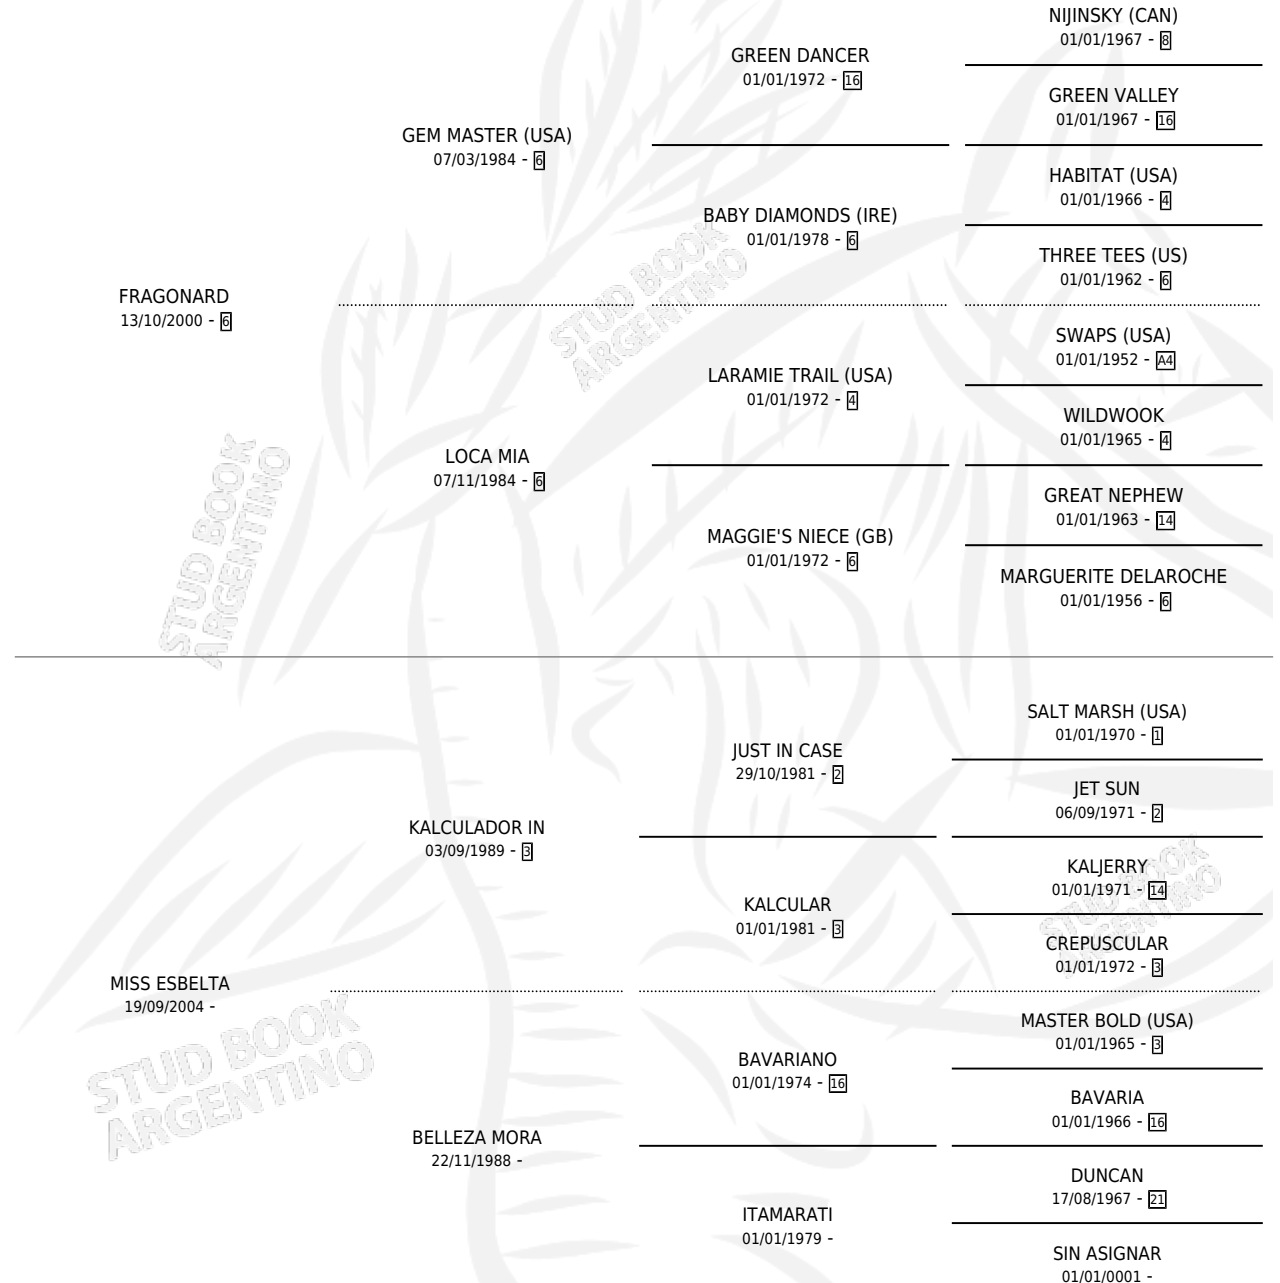 NIJINSKY (CAN)
01/01/1967 - 8
GREEN DANCER
01/01/1972 - 16
GREEN VALLEY
01/01/1967 - 16
GEM MASTER (USA)
07/03/1984 - 6
HABITAT (USA)
01/01/1966 - 4
BABY DIAMONDS (IRE)
01/01/1978 - 6
THREE TEES (US)
01/01/1962 - 6
FRAGONARD
13/10/2000 - 6
STUD BOOK
ARGENTINO
SWAPS (USA)
01/01/1952 - A4
LARAMIE TRAIL (USA)
01/01/1972 - 4
WILDWOOK
01/01/1965 - 4
LOCA MIA
07/11/1984 - 6
GREAT NEPHEW
01/01/1963 - 14
MAGGIE'S NIECE (GB)
01/01/1972 - 6
MARGUERITE DELAROCHE
01/01/1956 - 6
STUD BOOK
ARGENTINO
SALT MARSH (USA)
01/01/1970 - 1
JUST IN CASE
29/10/1981 - 2
JET SUN
06/09/1971 - 2
KALCULADOR IN
03/09/1989 - 3
KALJERRY
01/01/1971 - 14
KALCULAR
01/01/1981 - 3
CREPUSCULAR
01/01/1972 - 3
STUD BOOK
ARGENTINO
MISS ESBELTA
19/09/2004 -
MASTER BOLD (USA)
01/01/1965 - 3
BAVARIANO
01/01/1974 - 16
BAVARIA
01/01/1966 - 16
STUD BOOK
ARGENTINO
BELLEZA MORA
22/11/1988 -
DUNCAN
17/08/1967 - 21
ITAMARATI
01/01/1979 -
SIN ASIGNAR
01/01/0001 -